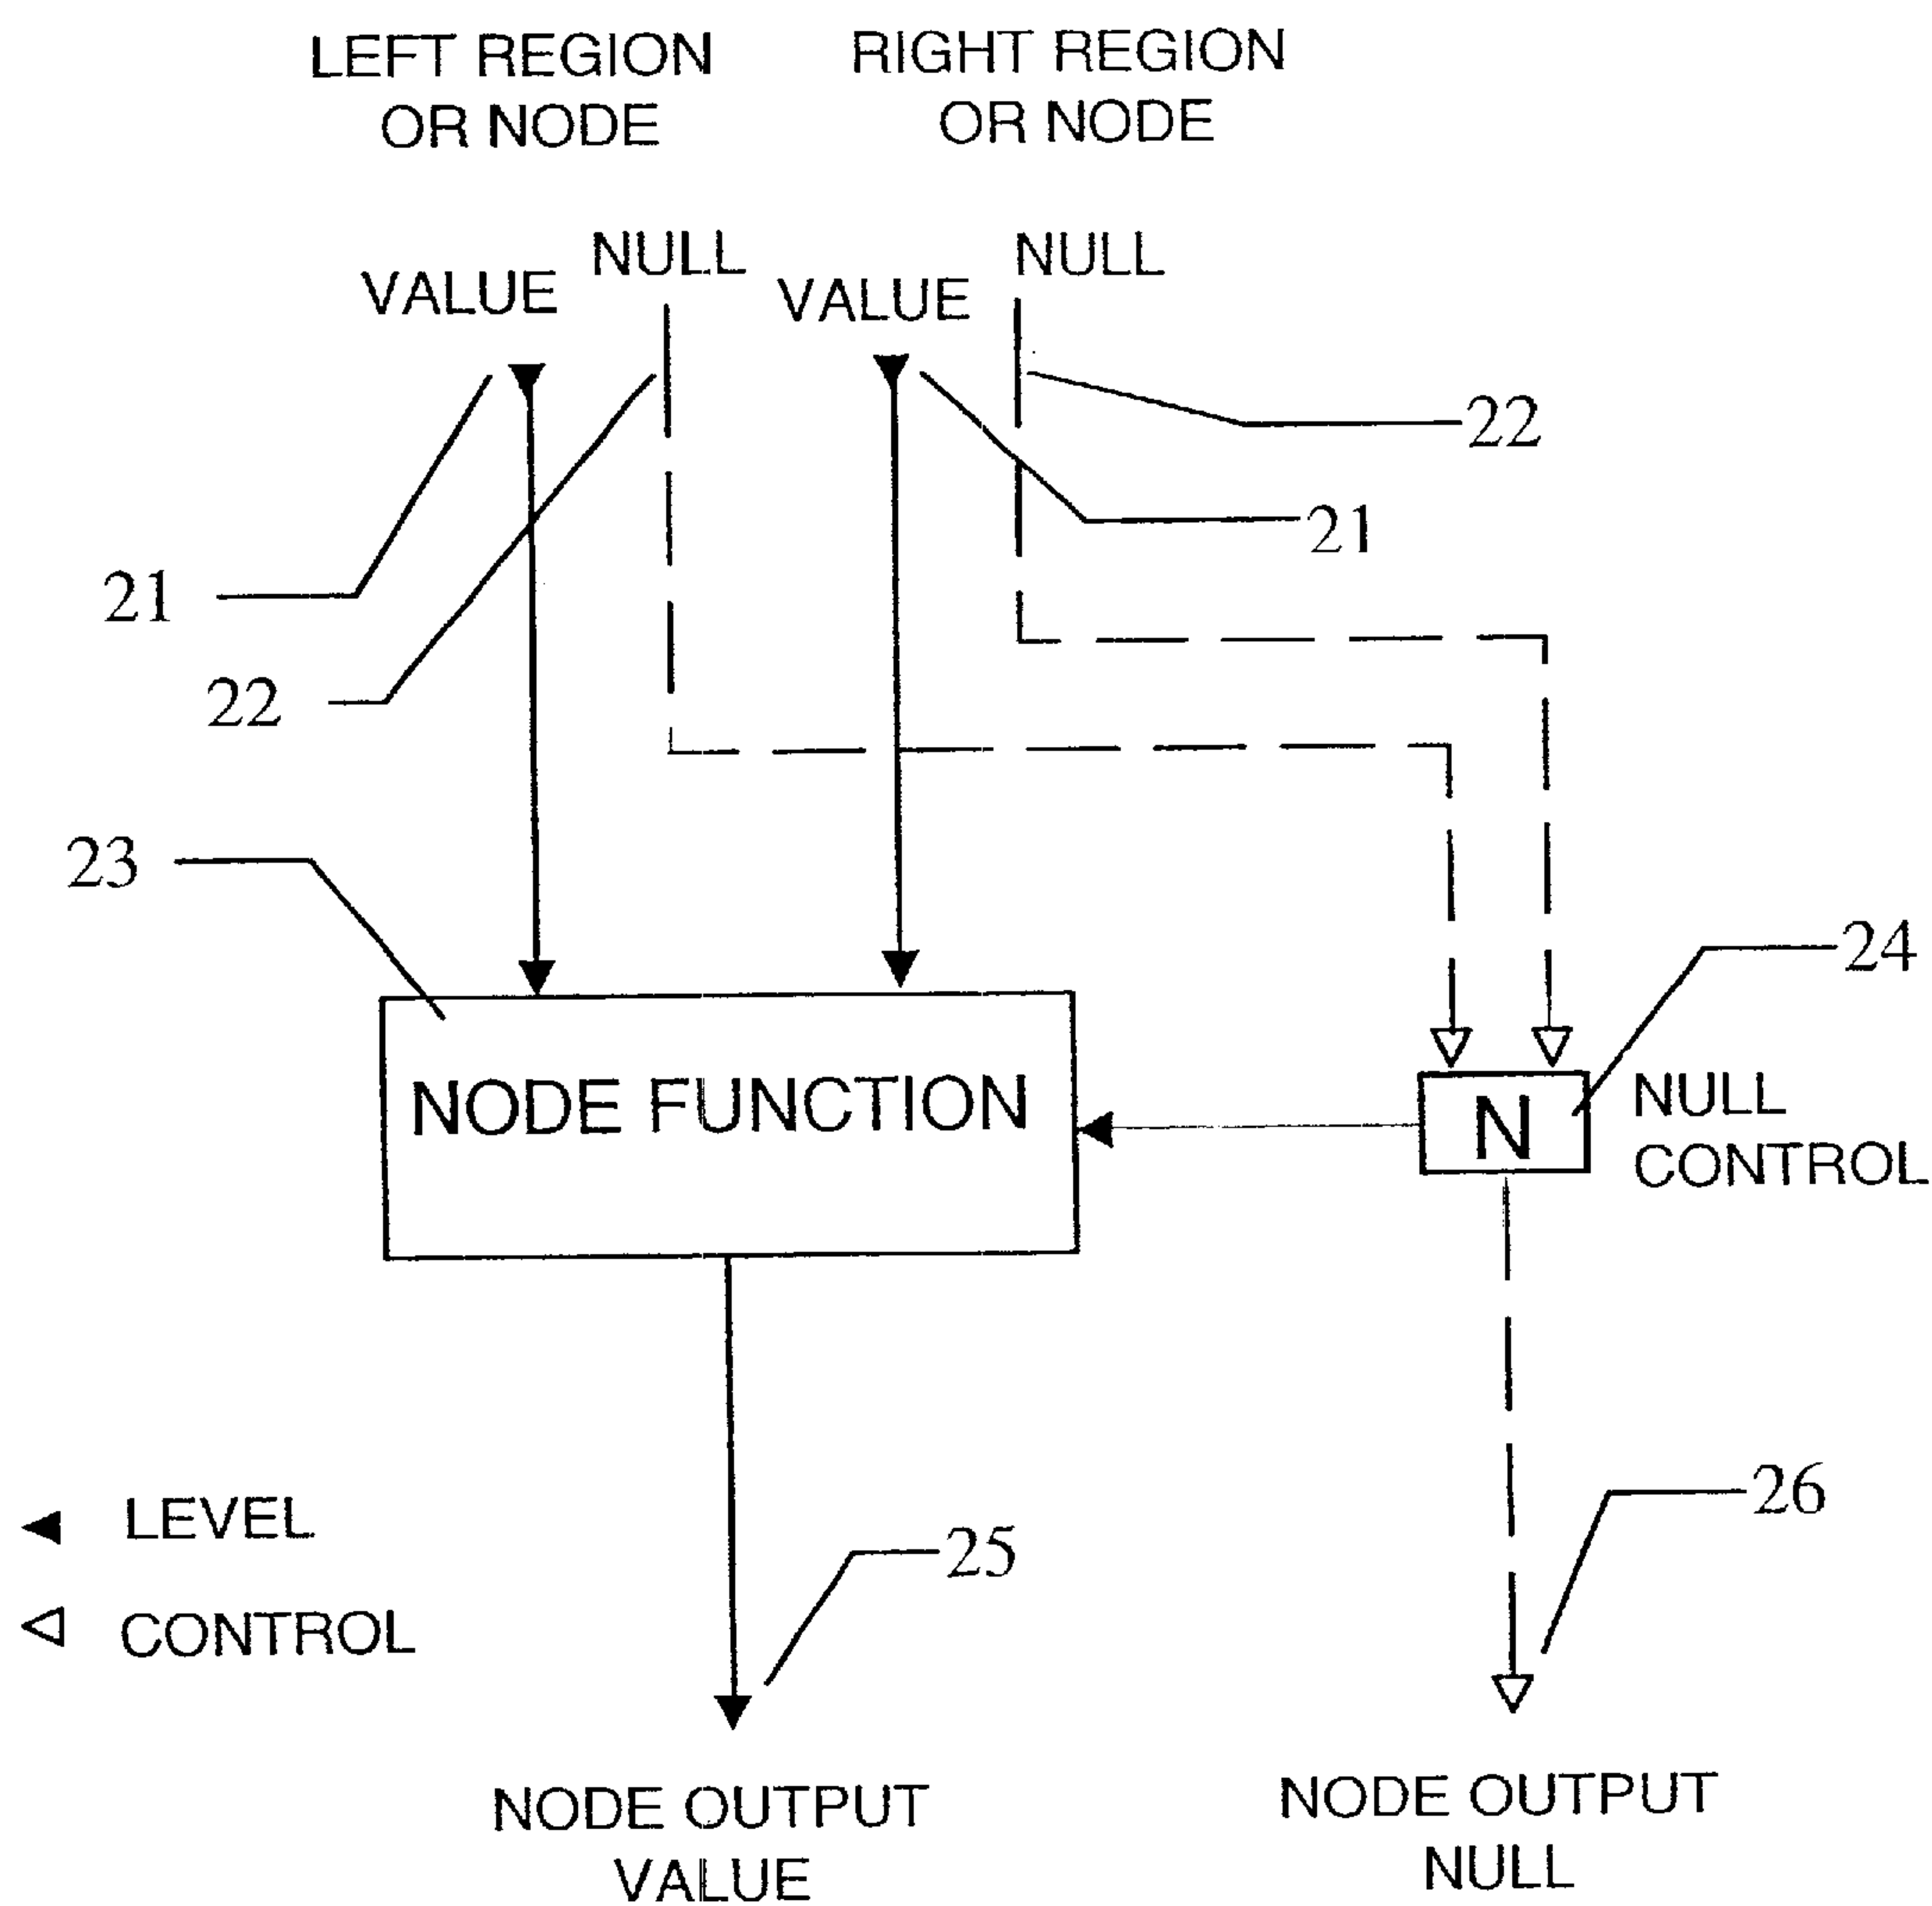 LEFT REGION
OR NODE
RIGHT REGION
OR NODE
VALUE
NULL
VALUE
NULL
22
21
21
22
23
24
NODE FUNCTION
N
NULL
CONTROL
LEVEL
CONTROL
25
26
NODE OUTPUT
VALUE
NODE OUTPUT
NULL